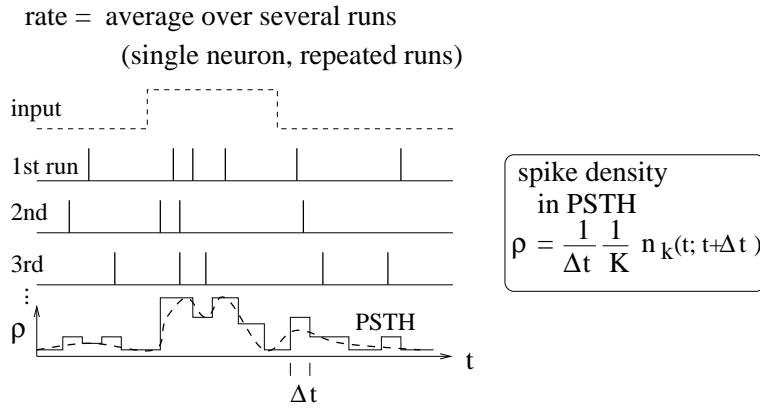 rate = average over several runs
(single neuron, repeated runs)
input
1st run
2nd
3rd
...
ρ
PSTH
t
Δt
spike density
in PSTH
ρ = 1/Δt 1/K n_k(t; t+Δt)